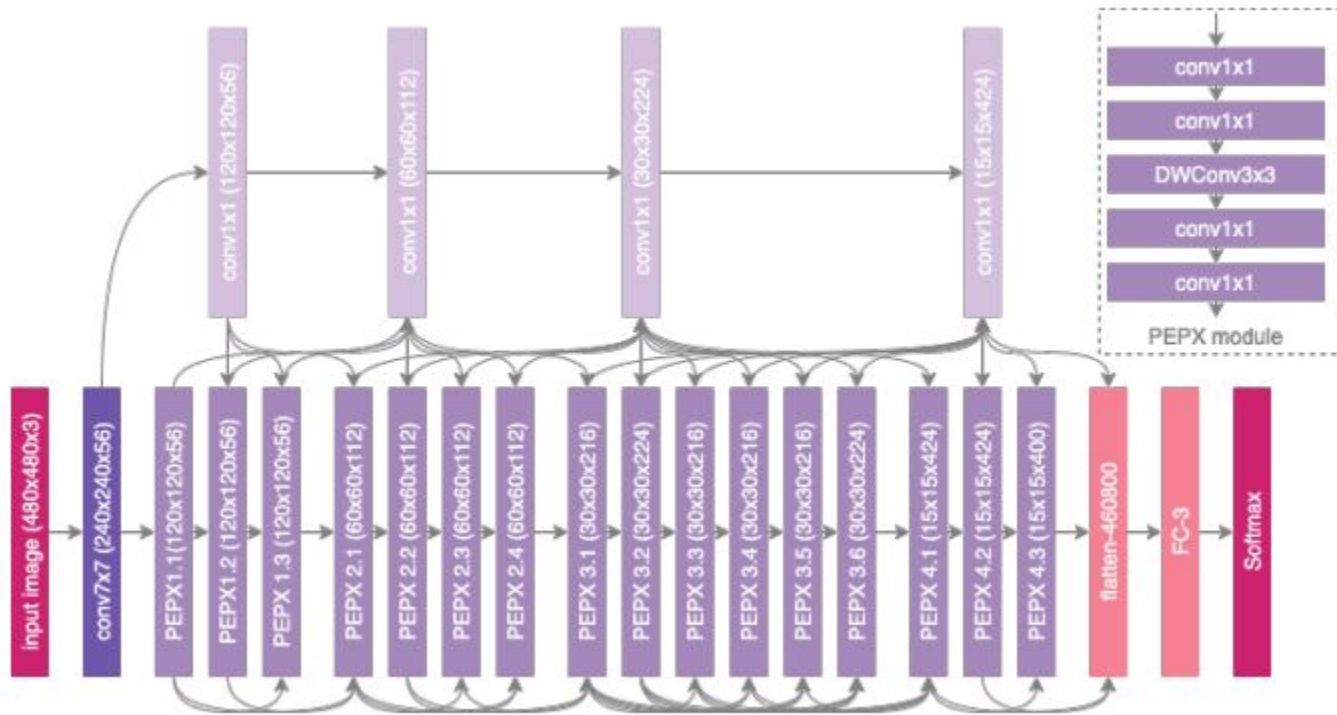 conv1x1 (120x120x56)
conv1x1 (60x60x112)
conv1x1 (30x30x224)
conv1x1 (15x15x424)
conv1x1
conv1x1
DWConv3x3
conv1x1
conv1x1
PEPX module
input image (480x480x3)
conv7x7 (240x240x56)
PEPX1.1(120x120x56)
PEPX1.2 (120x120x56)
PEPX 1.3 (120x120x56)
PEPX 2.1 (60x60x112)
PEPX 2.2 (60x60x112)
PEPX 2.3 (60x60x112)
PEPX 2.4 (60x60x112)
PEPX 3.1 (30x30x216)
PEPX 3.2 (30x30x224)
PEPX 3.3 (30x30x216)
PEPX 3.4 (30x30x216)
PEPX 3.5 (30x30x216)
PEPX 3.6 (30x30x224)
PEPX 4.1 (15x15x424)
PEPX 4.2 (15x15x424)
PEPX 4.3 (15x15x400)
flatten-460800
FC-3
Softmax